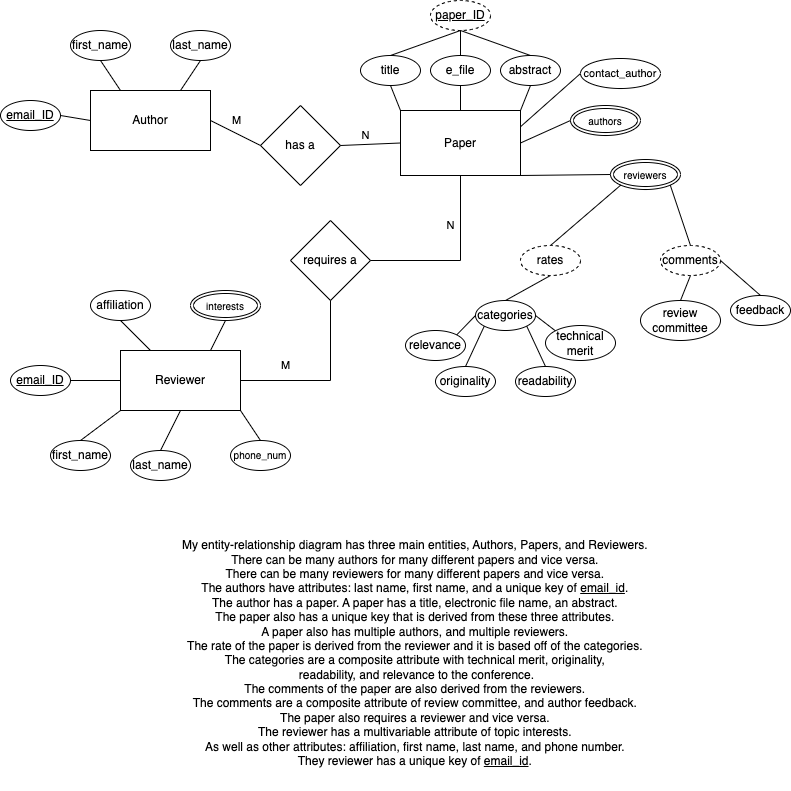 paper_ID
first_name
last_name
title
e_file
abstract
contact_author
email_ID
Author
M
has a
N
Paper
authors
reviewers
N
requires a
rates
comments
affiliation
interests
categories
review
committee
feedback
relevance
technical
merit
originality
readability
email_ID
Reviewer
M
first_name
last_name
phone_num
My entity-relationship diagram has three main entities, Authors, Papers, and Reviewers.
There can be many authors for many different papers and vice versa.
There can be many reviewers for many different papers and vice versa.
The authors have attributes: last name, first name, and a unique key of email_id.
The author has a paper. A paper has a title, electronic file name, an abstract.
The paper also has a unique key that is derived from these three attributes.
A paper also has multiple authors, and multiple reviewers.
The rate of the paper is derived from the reviewer and it is based off of the categories.
The categories are a composite attribute with technical merit, originality,
readability, and relevance to the conference.
The comments of the paper are also derived from the reviewers.
The comments are a composite attribute of review committee, and author feedback.
The paper also requires a reviewer and vice versa.
The reviewer has a multivariable attribute of topic interests.
As well as other attributes: affiliation, first name, last name, and phone number.
They reviewer has a unique key of email_id.